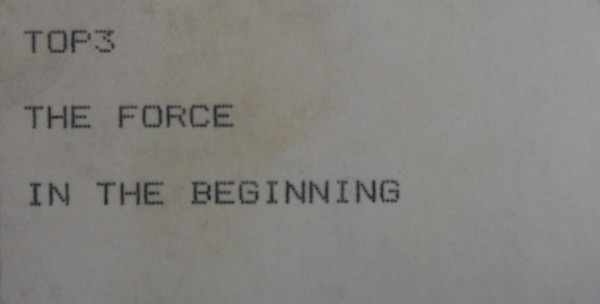 TOP3
THE FORCE
IN THE BEGINNING